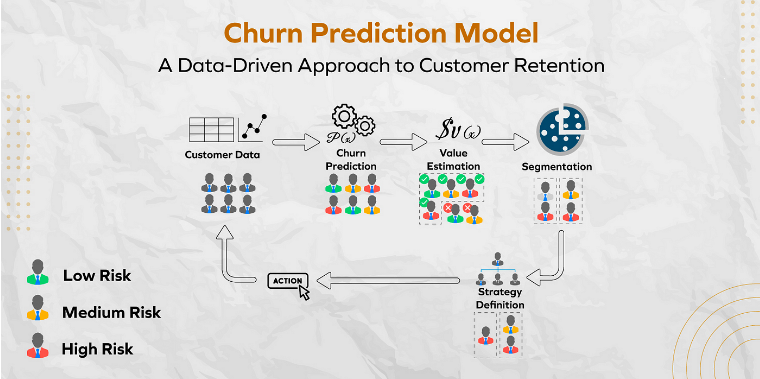 Churn Prediction Model
A Data-Driven Approach to Customer Retention
P(x)
$v(x)
Customer Data
Churn
Prediction
Value
Estimation
Segmentation
Low Risk
Medium Risk
High Risk
ACTION
Strategy
Definition